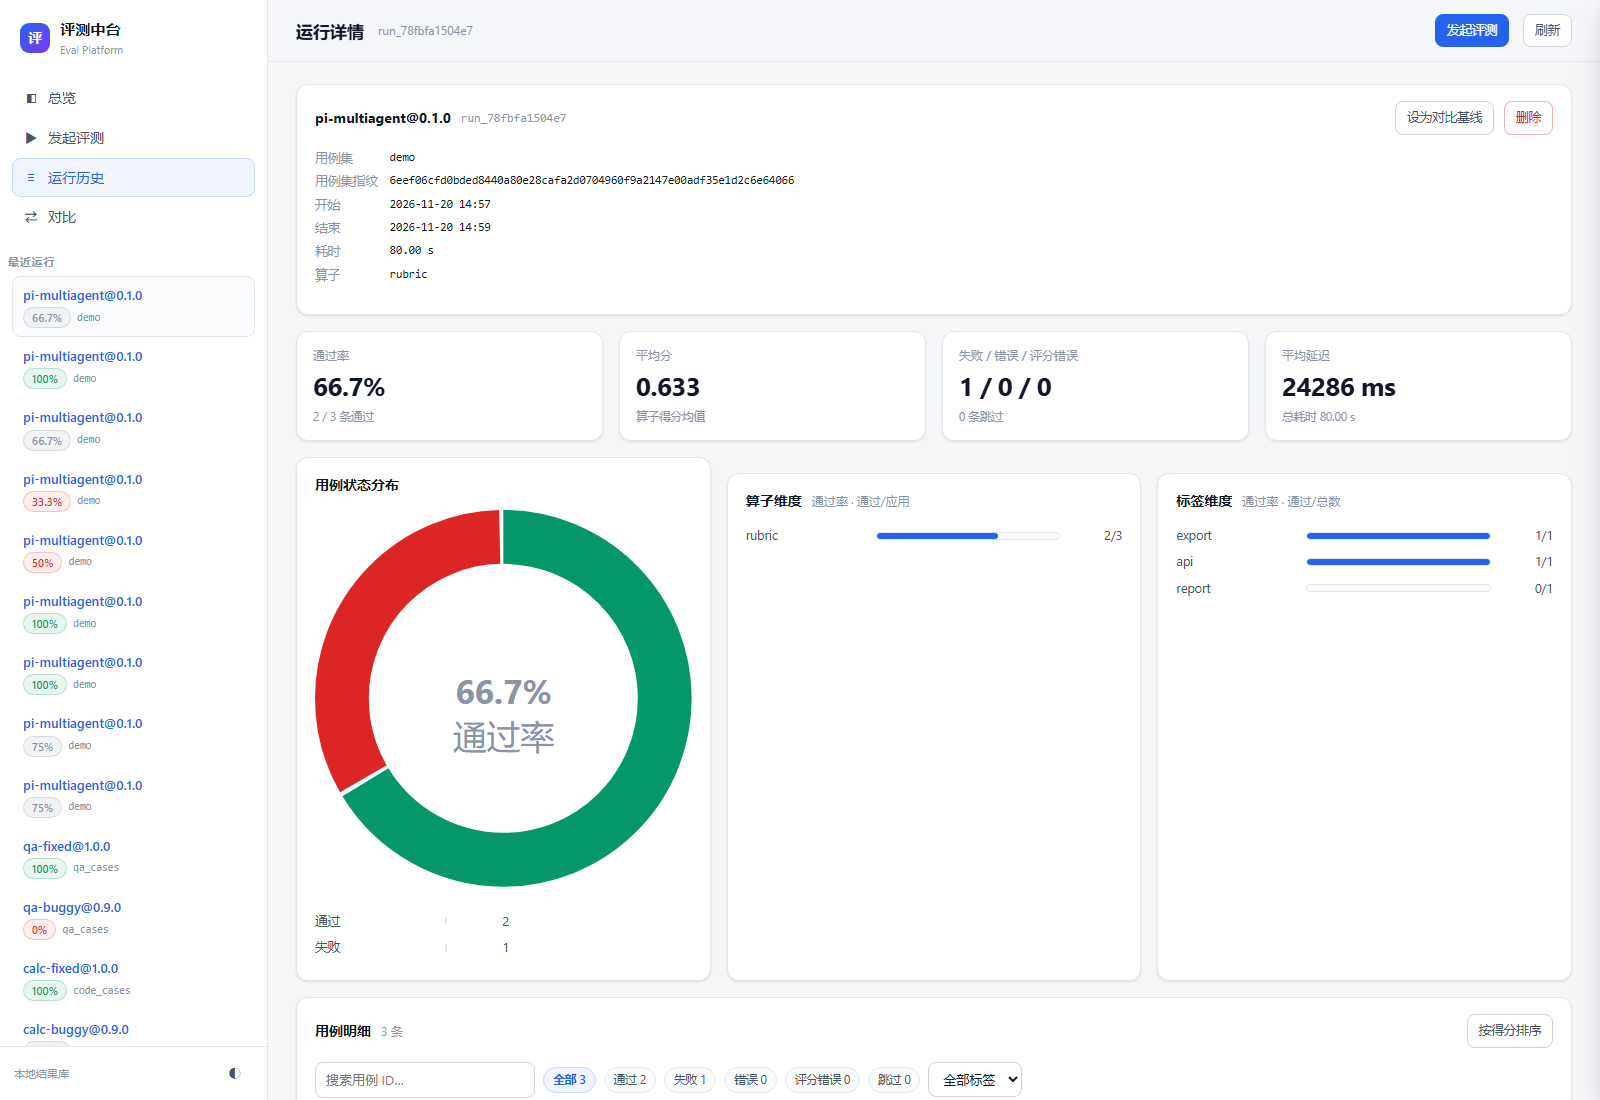 评
评测中台
Eval Platform
总览
发起评测
运行历史
对比
最近运行
pi-multiagent@0.1.0
66.7% demo
pi-multiagent@0.1.0
100% demo
pi-multiagent@0.1.0
66.7% demo
pi-multiagent@0.1.0
33.3% demo
pi-multiagent@0.1.0
50% demo
pi-multiagent@0.1.0
100% demo
pi-multiagent@0.1.0
100% demo
pi-multiagent@0.1.0
75% demo
pi-multiagent@0.1.0
75% demo
qa-fixed@1.0.0
100% qa_cases
qa-buggy@0.9.0
0% qa_cases
calc-fixed@1.0.0
100% code_cases
calc-buggy@0.9.0
本地结果库
运行详情 run_78fbfa1504e7
发起评测 刷新
pi-multiagent@0.1.0 run_78fbfa1504e7
设为对比基线 删除
用例集 demo
用例集指纹 6eef06cfd0bded8440a80e28cafa2d0704960f9a2147e00adf35e1d2c6e64066
开始 2026-11-20 14:57
结束 2026-11-20 14:59
耗时 80.00 s
算子 rubric
通过率
66.7%
2 / 3 条通过
平均分
0.633
算子得分均值
失败 / 错误 / 评分错误
1 / 0 / 0
0 条跳过
平均延迟
24286 ms
总耗时 80.00 s
用例状态分布
66.7%
通过率
通过 2
失败 1
算子维度 通过率 · 通过/应用
rubric 2/3
标签维度 通过率 · 通过/总数
export 1/1
api 1/1
report 0/1
用例明细 3 条
按得分排序
搜索用例 ID... 全部 3 通过 2 失败 1 错误 0 评分错误 0 跳过 0 全部标签